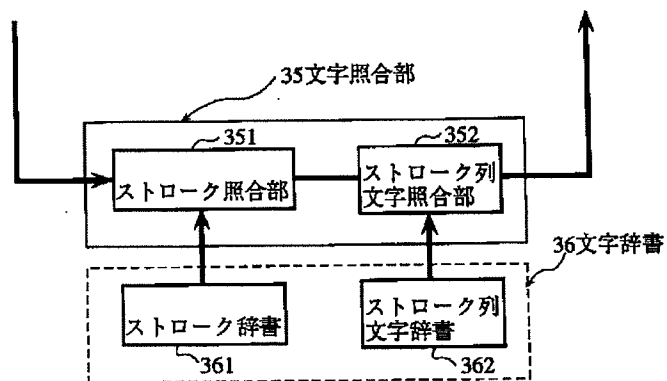 35文字照合部
351
352
ストローク照合部
ストローク列
文字照合部
36文字辞書
ストローク辞書
ストローク列
文字辞書
361
362